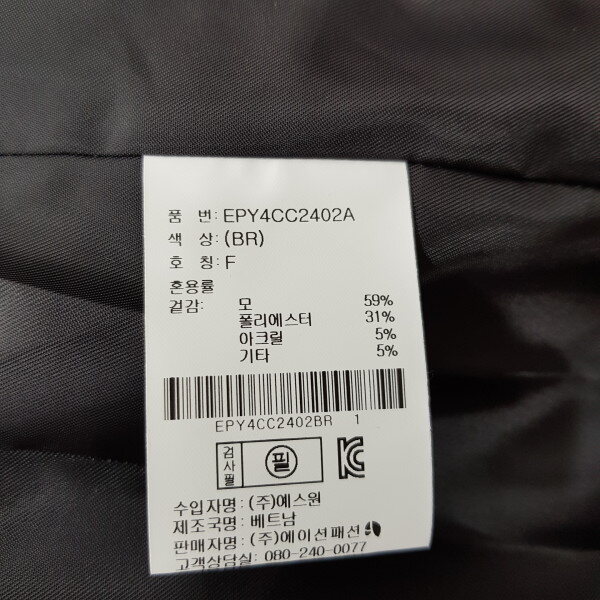 품 번: EPY4CC2402A
색 상: (BR)
호 칭: F
혼용률
겉감: 모 59%
폴리에스터 31%
아크릴 5%
기타 5%
EPY4CC2402BR 1
검사필 필 KC
수입자명: (주)예스원
제조국명: 베트남
판매자명: (주)에이션패션
고객상담실: 080-240-0077